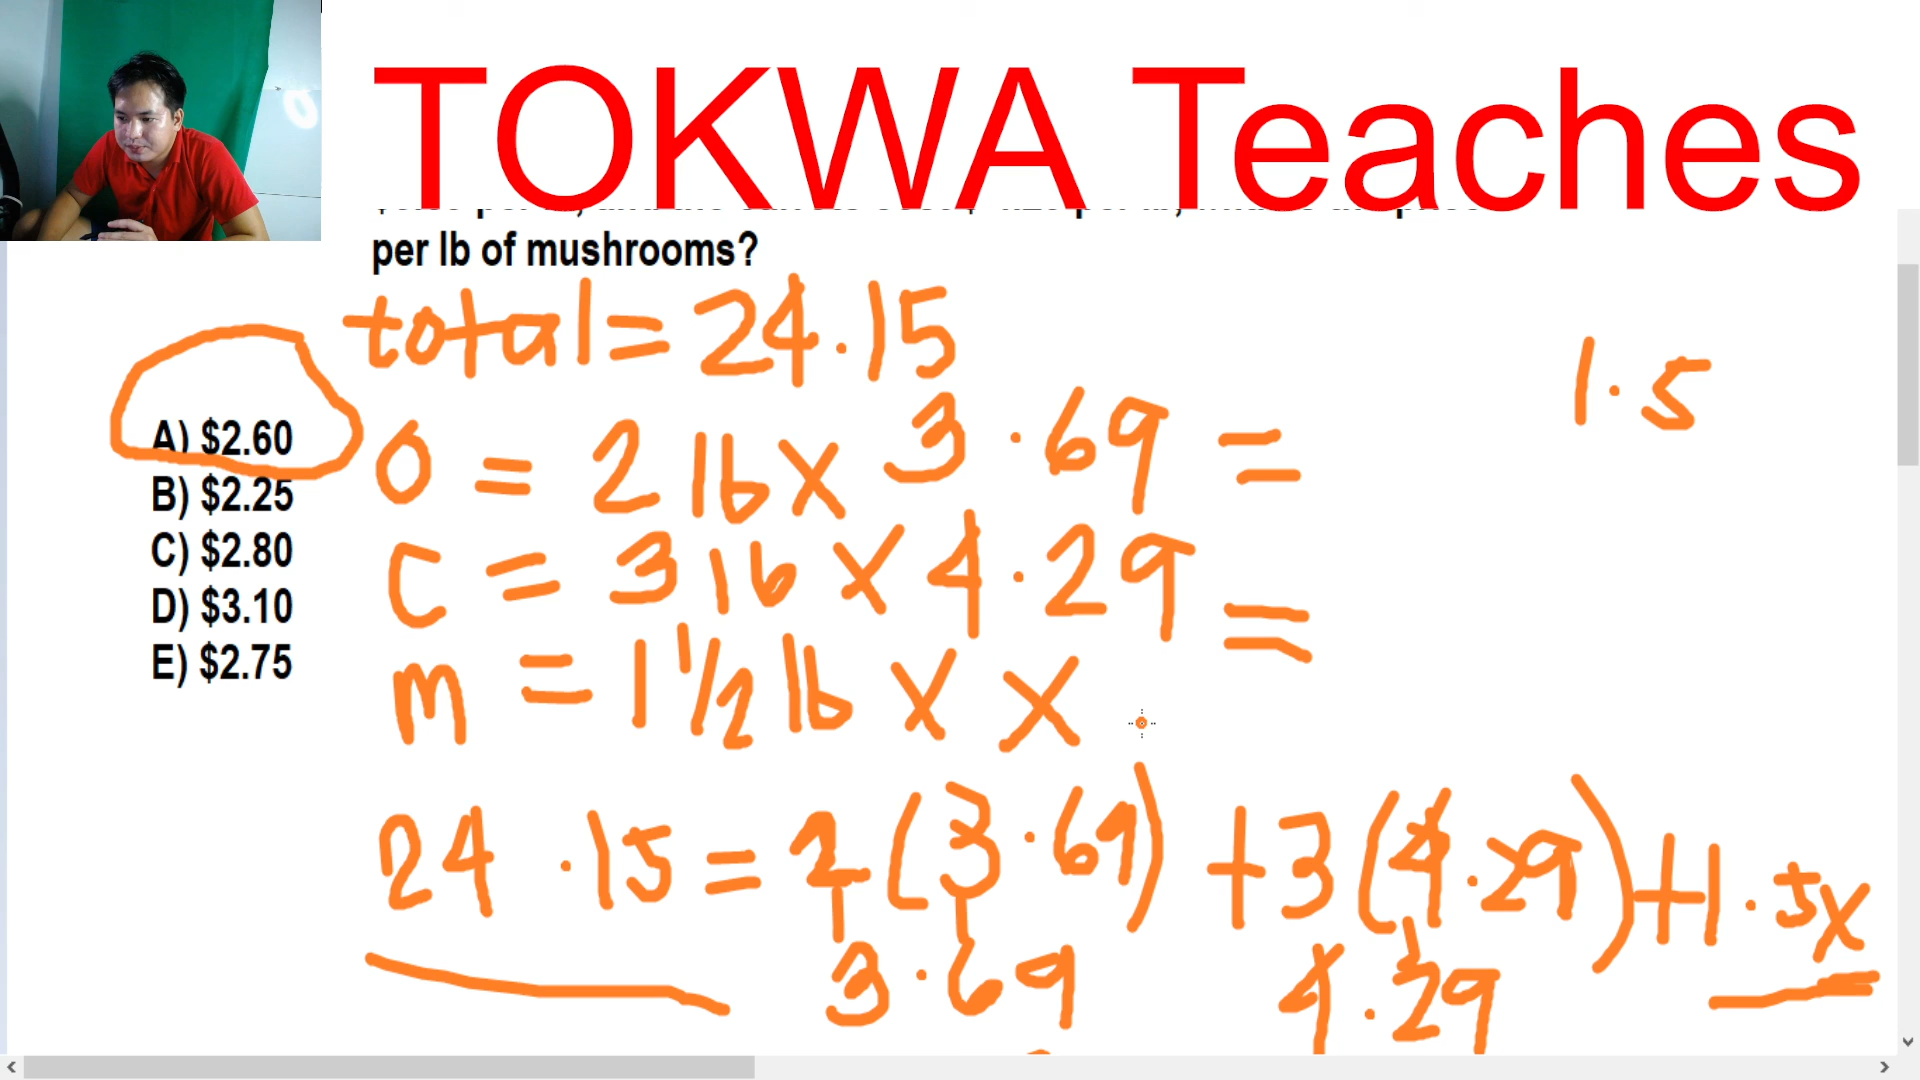 TOKWA Teaches
per lb of mushrooms?
total = 24.15
1.5
A) $2.60
B) $2.25
C) $2.80
D) $3.10
E) $2.75
O = 2 lb x 3.69 =
C = 3 lb x 4.29 =
m = 1 1/2 lb x x
24.15 = 2(3.69) + 3(4.29) + 1.5x
3.69 4.29